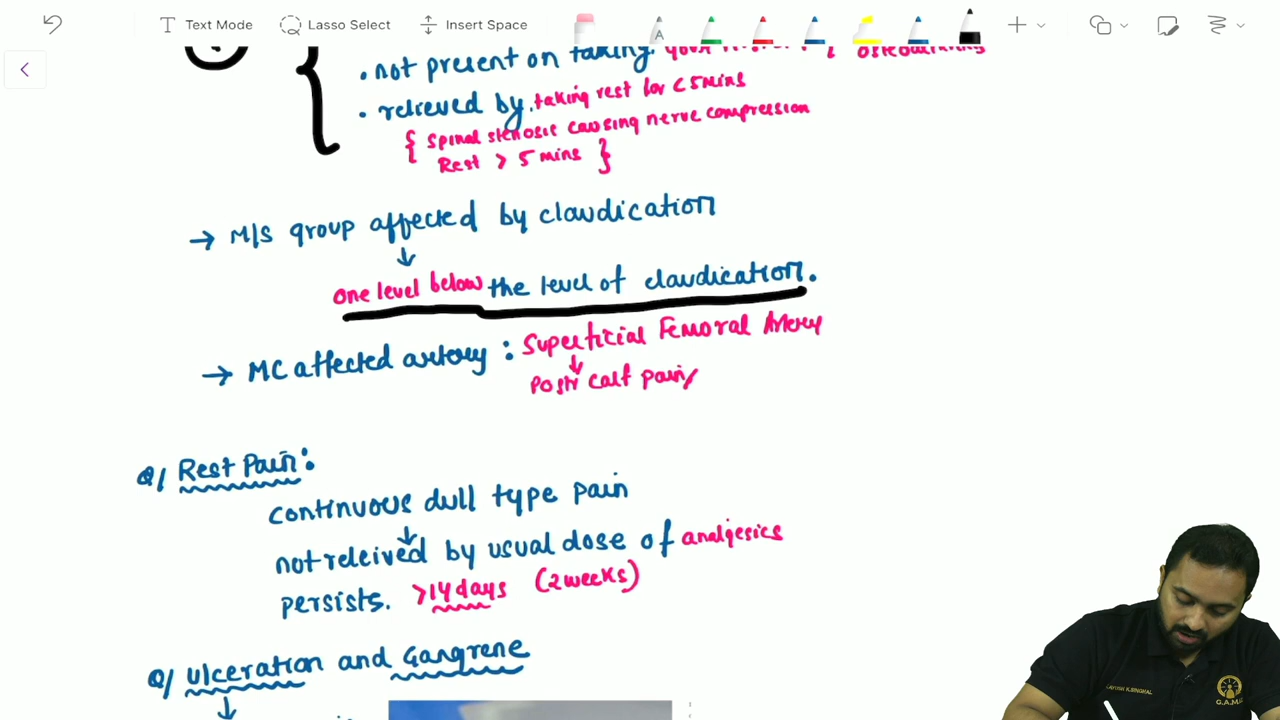 Text Mode
Lasso Select
Insert Space
A
• not present on taking
• relieved by taking rest for < 5 mins
{ Spinal stenosis causing nerve compression
Rest > 5 mins }
→ M/S group affected by claudication
↓
one level below the level of claudication.
→ MC affected artery : Superficial Femoral Artery
↓
Postr calf pain
Q/ Rest Pain:
continuous dull type pain
↓
not releived by usual dose of analgesics
persists. >14 days (2 weeks)
Q/ Ulceration and Gangrene
↓
G.A.M.S